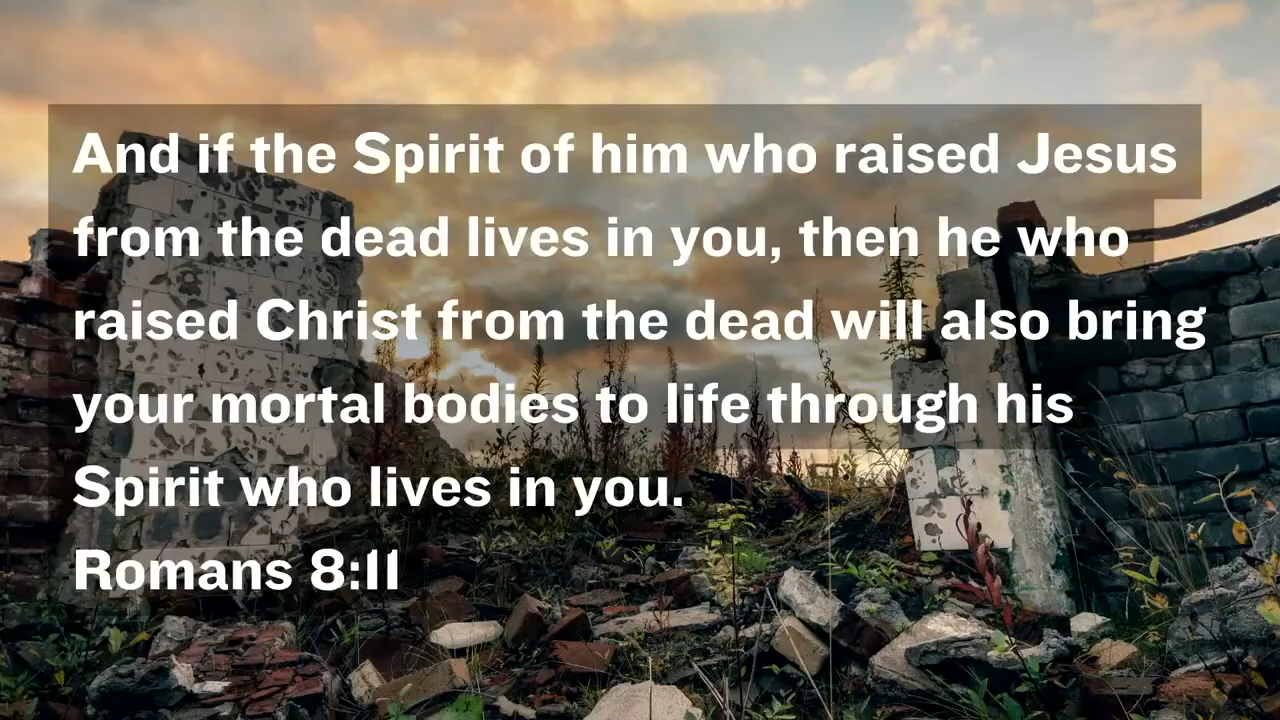 And if the Spirit of him who raised Jesus
from the dead lives in you, then he who
raised Christ from the dead will also bring
your mortal bodies to life through his
Spirit who lives in you.
Romans 8:11